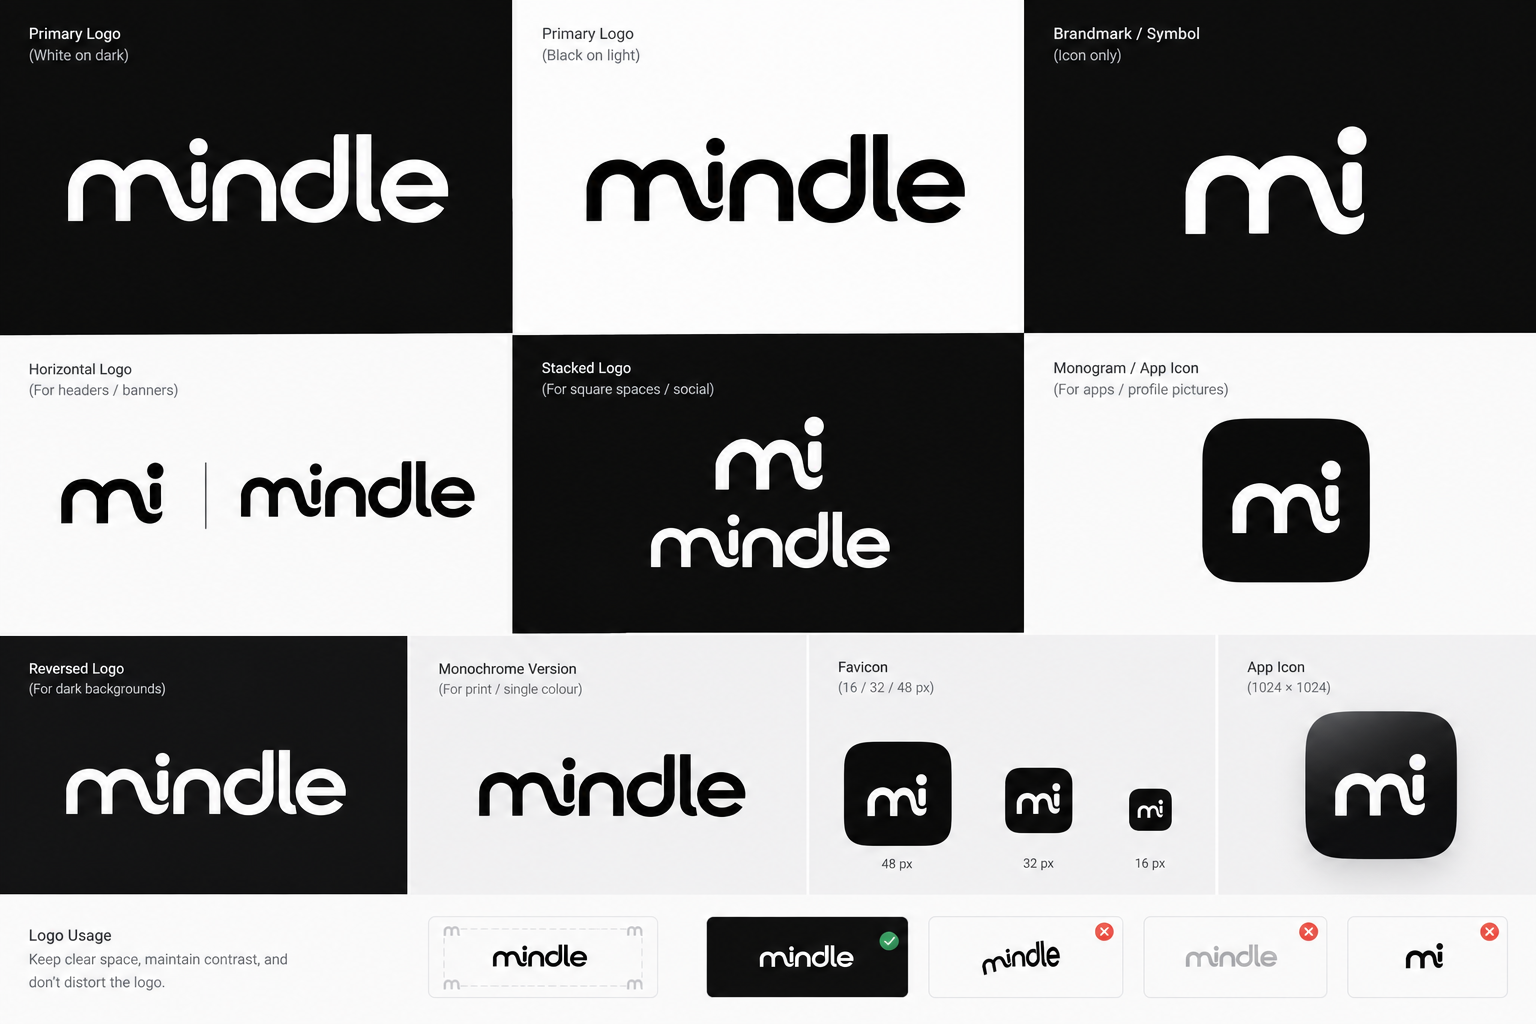 Primary Logo
(White on dark)
mindle
Primary Logo
(Black on light)
mindle
Brandmark / Symbol
(Icon only)
mi
Horizontal Logo
(For headers / banners)
mi | mindle
Stacked Logo
(For square spaces / social)
mi
mindle
Monogram / App Icon
(For apps / profile pictures)
mi
Reversed Logo
(For dark backgrounds)
mindle
Monochrome Version
(For print / single colour)
mindle
Favicon
(16 / 32 / 48 px)
mi mi mi
48 px 32 px 16 px
App Icon
(1024 × 1024)
mi
Logo Usage
Keep clear space, maintain contrast, and
don’t distort the logo.
m m
mindle
m m
mindle
mindle
mindle
mi